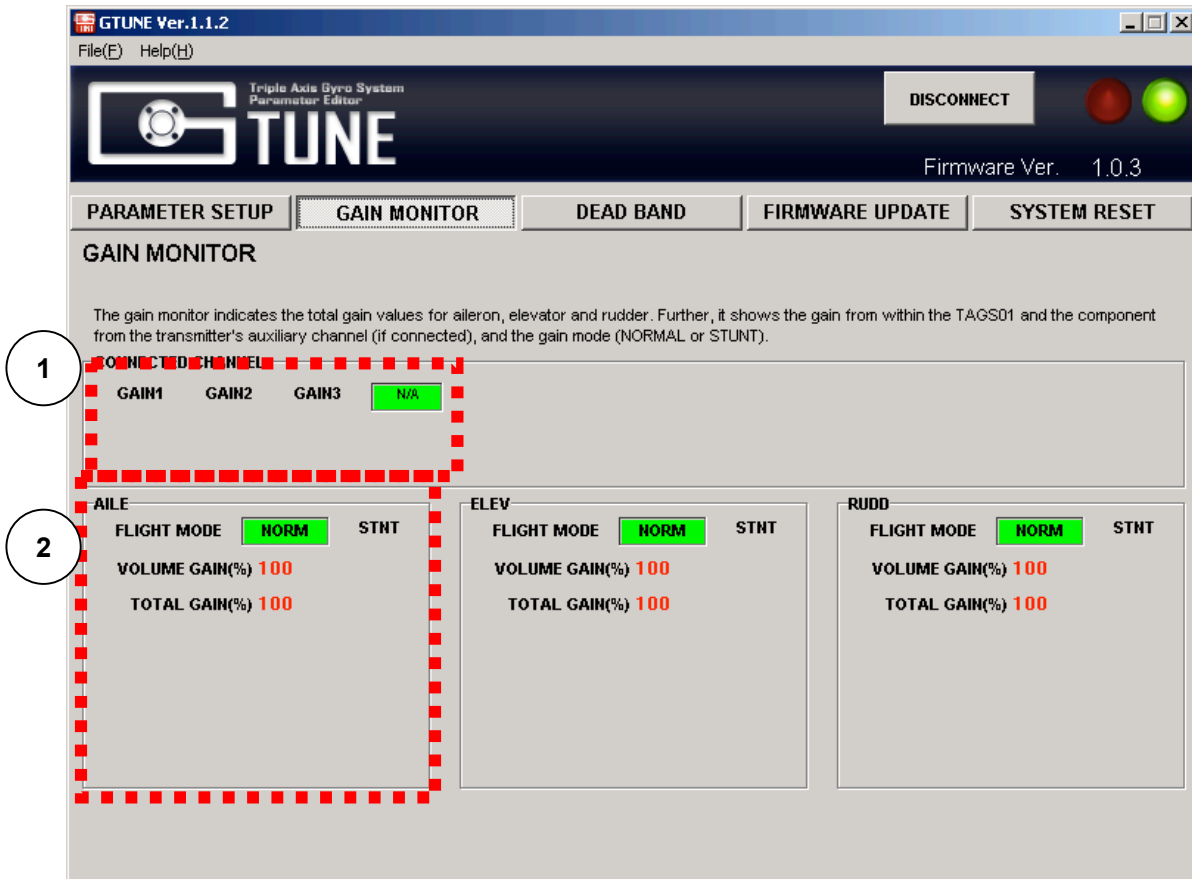 GTUNE Ver.1.1.2
File(F) Help(H)
Triple Axis Gyro System
Parameter Editor
G TUNE
DISCONNECT
Firmware Ver. 1.0.3
PARAMETER SETUP GAIN MONITOR DEAD BAND FIRMWARE UPDATE SYSTEM RESET
GAIN MONITOR
The gain monitor indicates the total gain values for aileron, elevator and rudder. Further, it shows the gain from within the TAGS01 and the component
from the transmitter's auxiliary channel (if connected), and the gain mode (NORMAL or STUNT).
1
CONNECTED CHANNEL
GAIN1 GAIN2 GAIN3 N/A
2
AILE
FLIGHT MODE NORM STNT
VOLUME GAIN(%) 100
TOTAL GAIN(%) 100
ELEV
FLIGHT MODE NORM STNT
VOLUME GAIN(%) 100
TOTAL GAIN(%) 100
RUDD
FLIGHT MODE NORM STNT
VOLUME GAIN(%) 100
TOTAL GAIN(%) 100